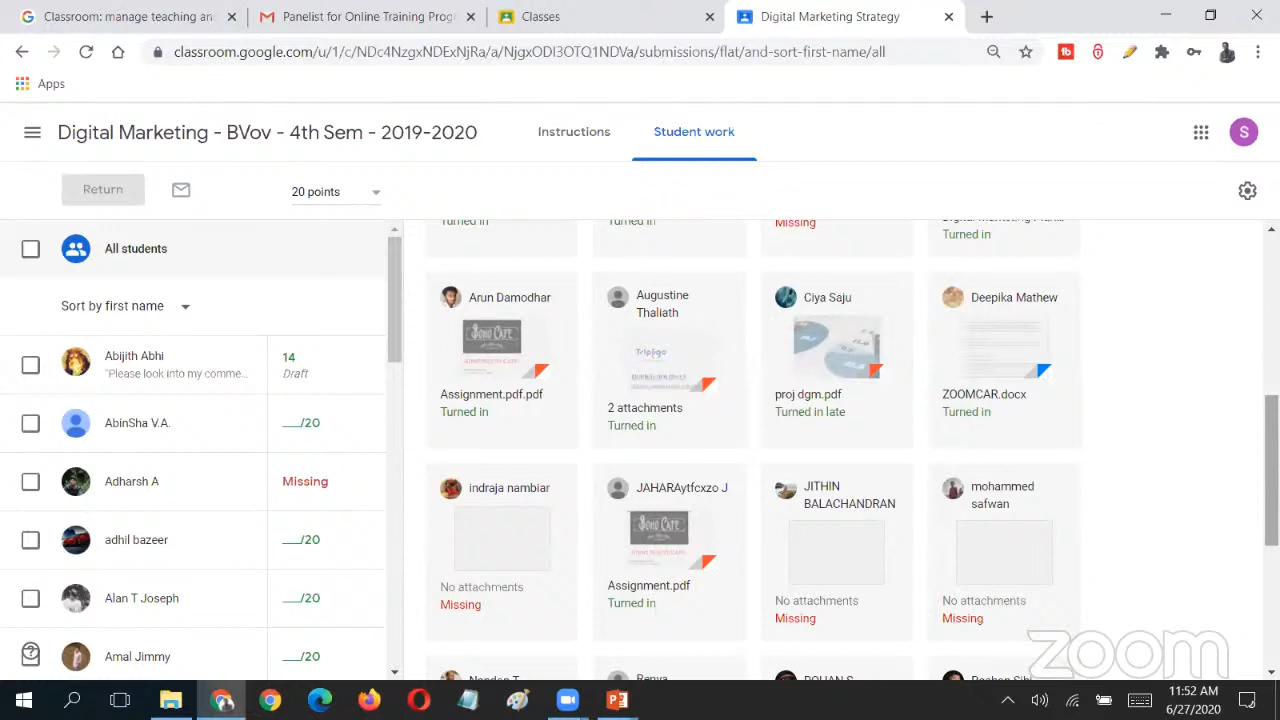 Classroom: manage teaching an
Panelist for Online Training Prog
Classes
Digital Marketing Strategy
classroom.google.com/u/1/c/NDc4NzgxNDExNjRa/a/NjgxODI3OTQ1NDVa/submissions/flat/and-sort-first-name/all
Apps
Digital Marketing - BVov - 4th Sem - 2019-2020
Instructions
Student work
S
Return
20 points
All students
Sort by first name
Abijith Abhi
"Please look into my comme...
14
Draft
AbinSha V.A.
__/20
Adharsh A
Missing
adhil bazeer
__/20
Alan T Joseph
__/20
Amal Jimmy
__/20
Turned in
Turned in
Missing
Turned in
Arun Damodhar
Assignment.pdf.pdf
Turned in
Augustine
Thaliath
2 attachments
Turned in
Ciya Saju
proj dgm.pdf
Turned in late
Deepika Mathew
ZOOMCAR.docx
Turned in
indraja nambiar
No attachments
Missing
JAHARAytfcxzo J
Assignment.pdf
Turned in
JITHIN
BALACHANDRAN
No attachments
Missing
mohammed
safwan
No attachments
Missing
zoom
11:52 AM
6/27/2020